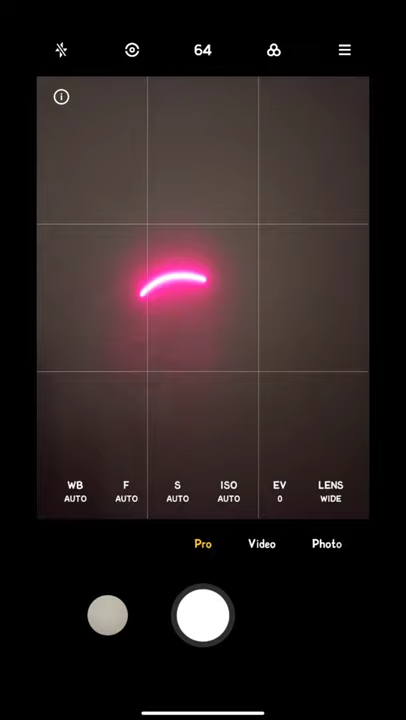 64
WB F S ISO EV LENS
AUTO AUTO AUTO AUTO 0 WIDE
Pro Video Photo